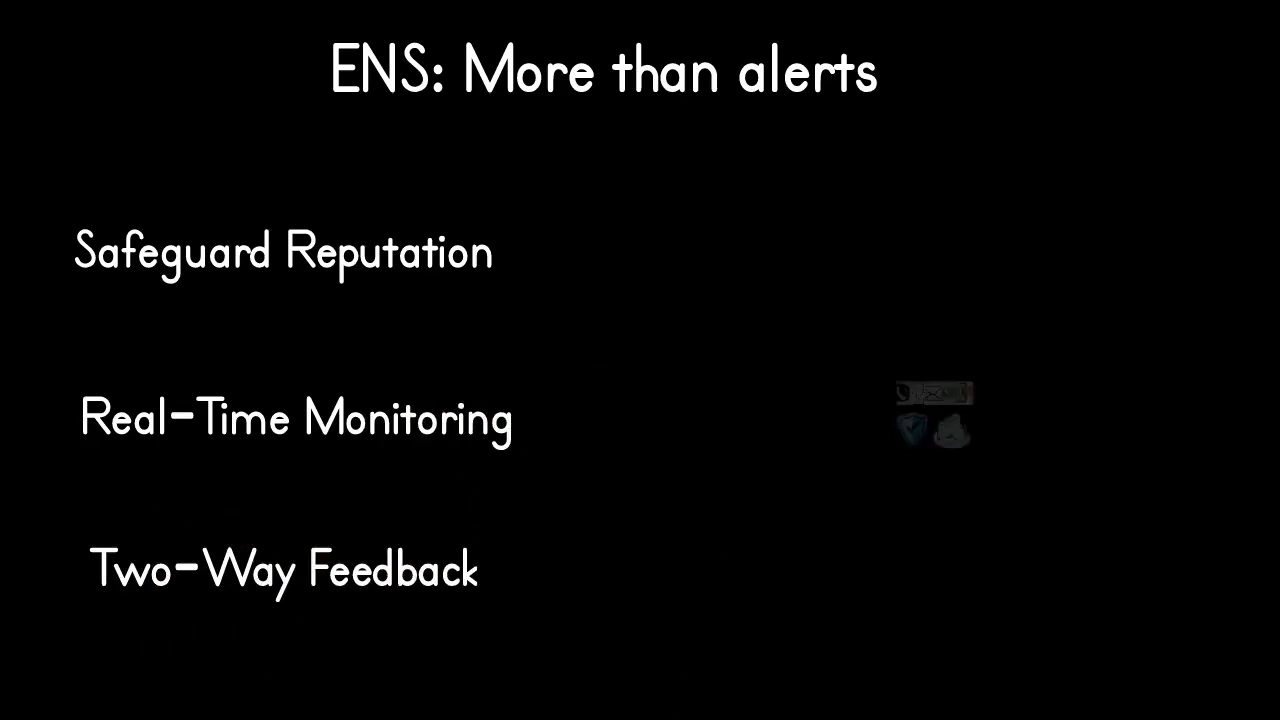 ENS: More than alerts
Safeguard Reputation
Real-Time Monitoring
Two-Way Feedback